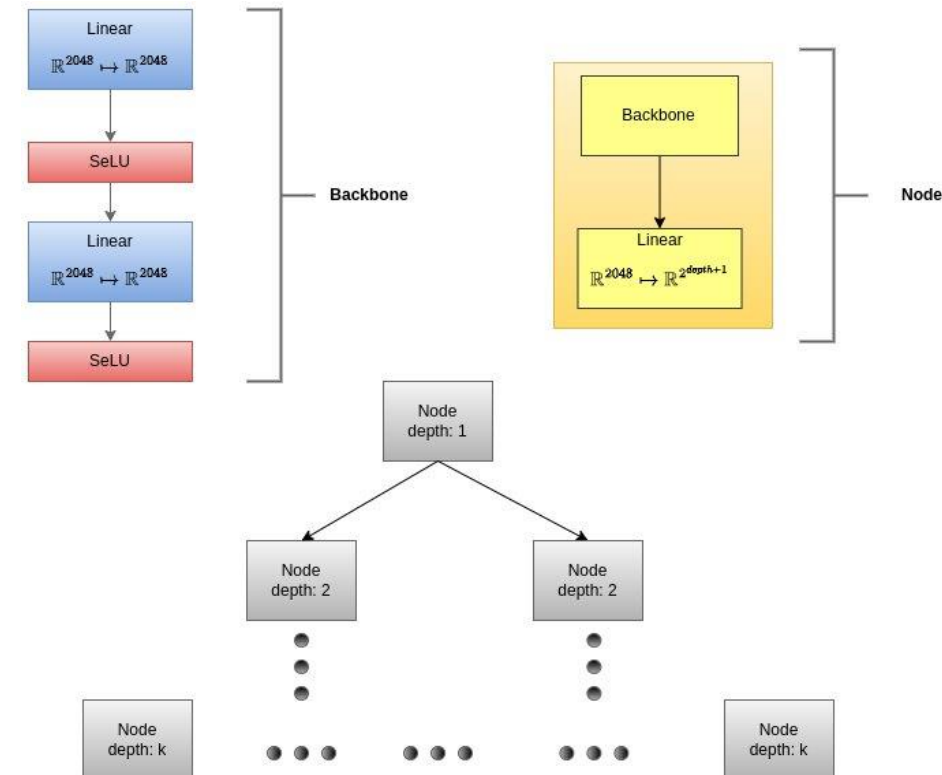 Linear
ℝ^2048 ↦ ℝ^2048
SeLU
Linear
ℝ^2048 ↦ ℝ^2048
SeLU
Backbone
Backbone
Linear
ℝ^2048 ↦ ℝ^2^depth+1
Node
Node
depth: 1
Node
depth: 2
Node
depth: 2
Node
depth: k
Node
depth: k